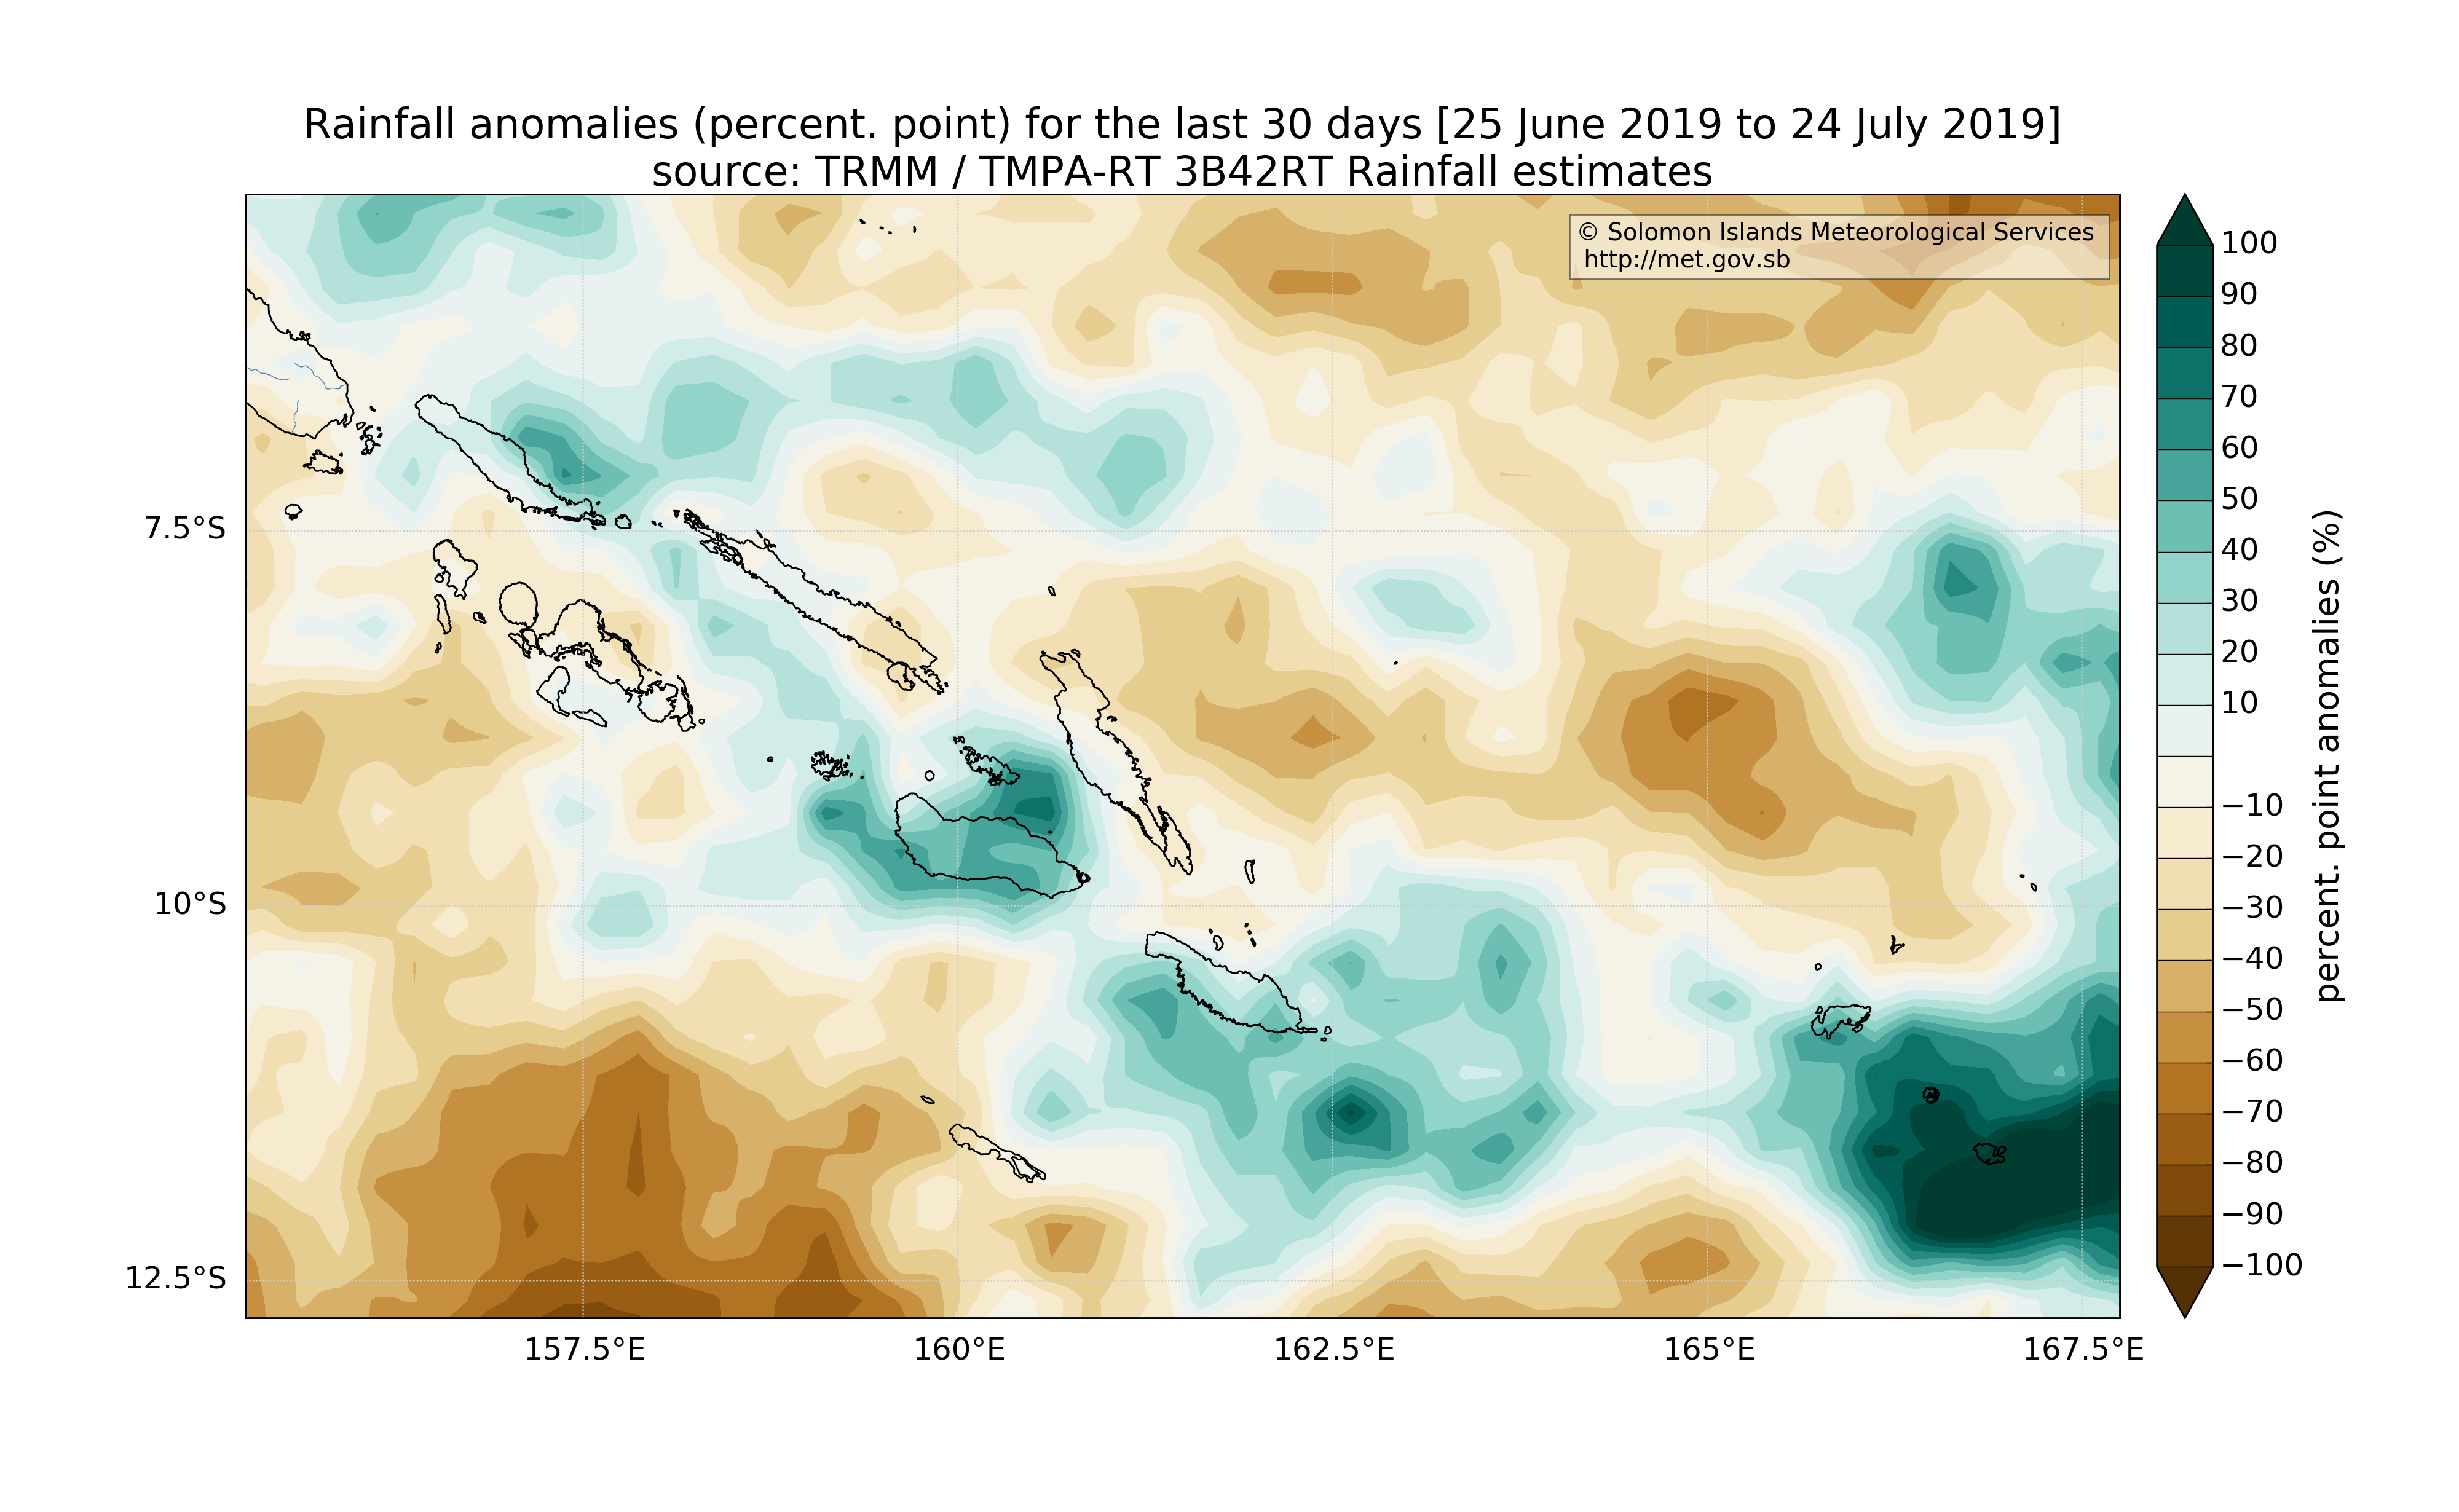 Rainfall anomalies (percent. point) for the last 30 days [25 June 2019 to 24 July 2019]
source: TRMM / TMPA-RT 3B42RT Rainfall estimates
© Solomon Islands Meteorological Services
http://met.gov.sb
7.5°S
10°S
12.5°S
157.5°E
160°E
162.5°E
165°E
167.5°E
100
90
80
70
60
50
40
30
20
10
−10
−20
−30
−40
−50
−60
−70
−80
−90
−100
percent. point anomalies (%)